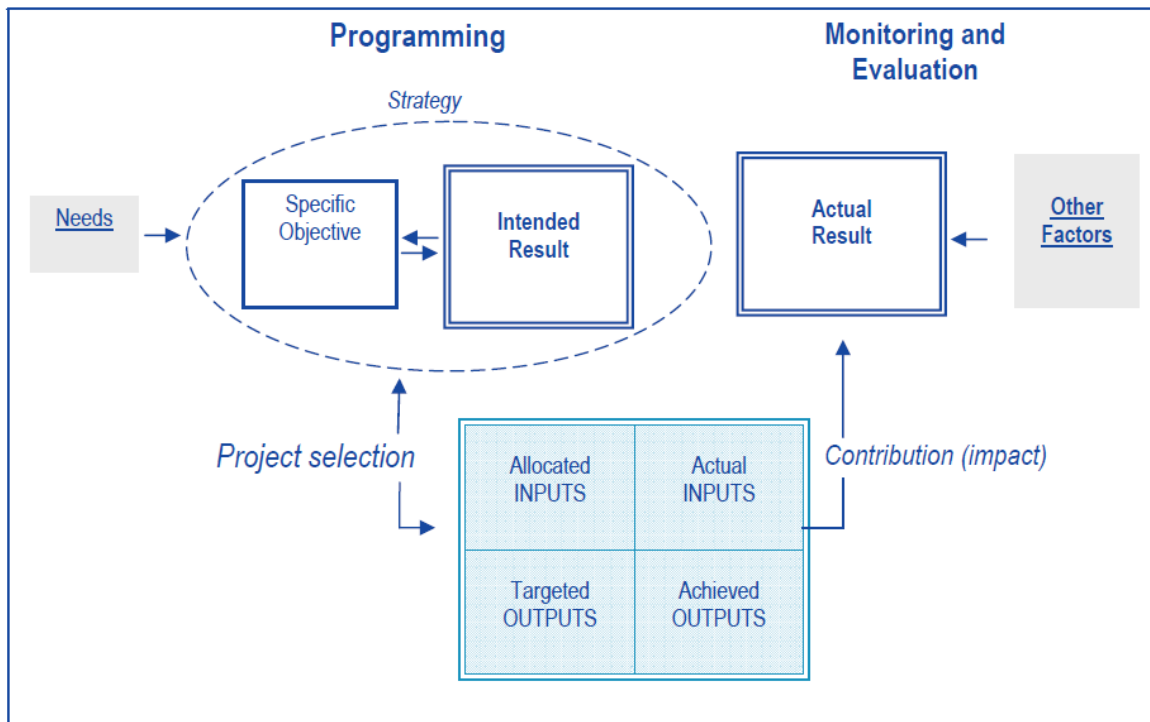 Programming
Monitoring and
Evaluation
Strategy
Needs
Specific
Objective
Intended
Result
Actual
Result
Other
Factors
Project selection
Allocated
INPUTS
Actual
INPUTS
Contribution (impact)
Targeted
OUTPUTS
Achieved
OUTPUTS